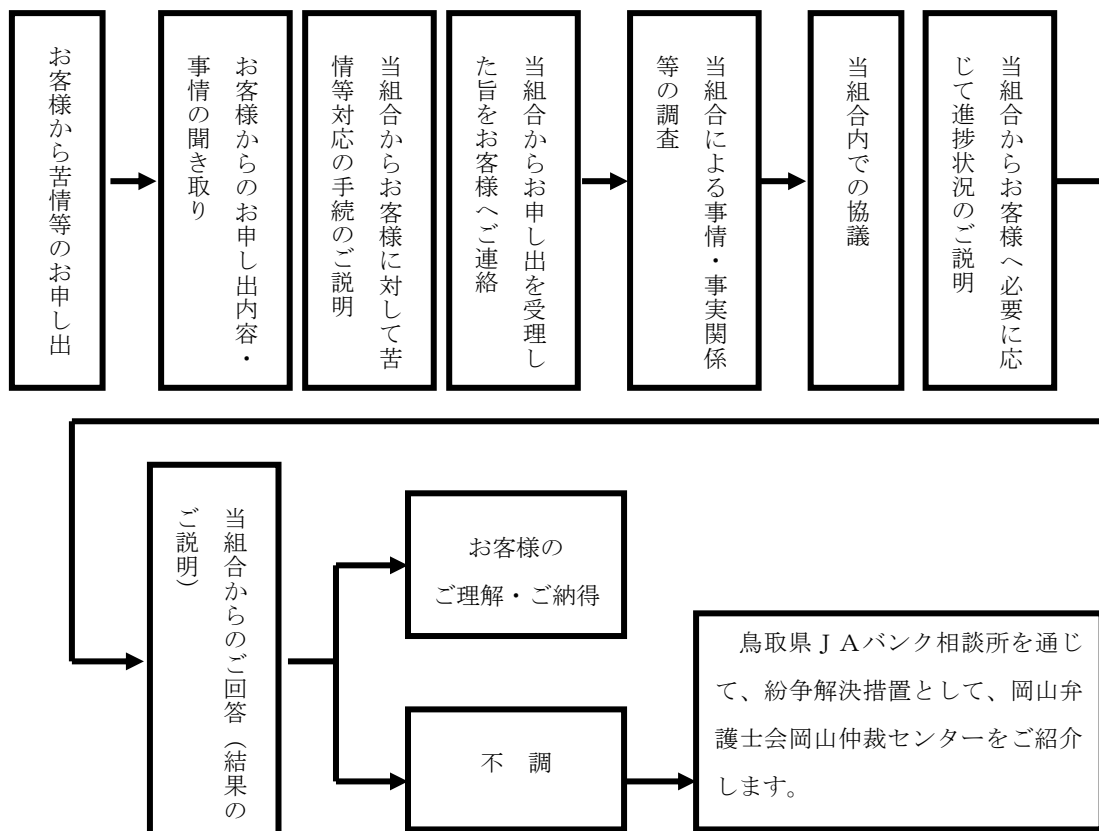 お客様から苦情等のお申し出
お客様からのお申し出内容・
事情の聞き取り
当組合からお客様に対して苦
情等対応の手続のご説明
当組合からお申し出を受理し
た旨をお客様へご連絡
当組合による事情・事実関係
等の調査
当組合内での協議
当組合からお客様へ必要に応
じて進捗状況のご説明
当組合からのご回答(結果の
ご説明)
お客様の
ご理解・ご納得
不　調
鳥取県JAバンク相談所を通じ
て、紛争解決措置として、岡山弁
護士会岡山仲裁センターをご紹介
します。